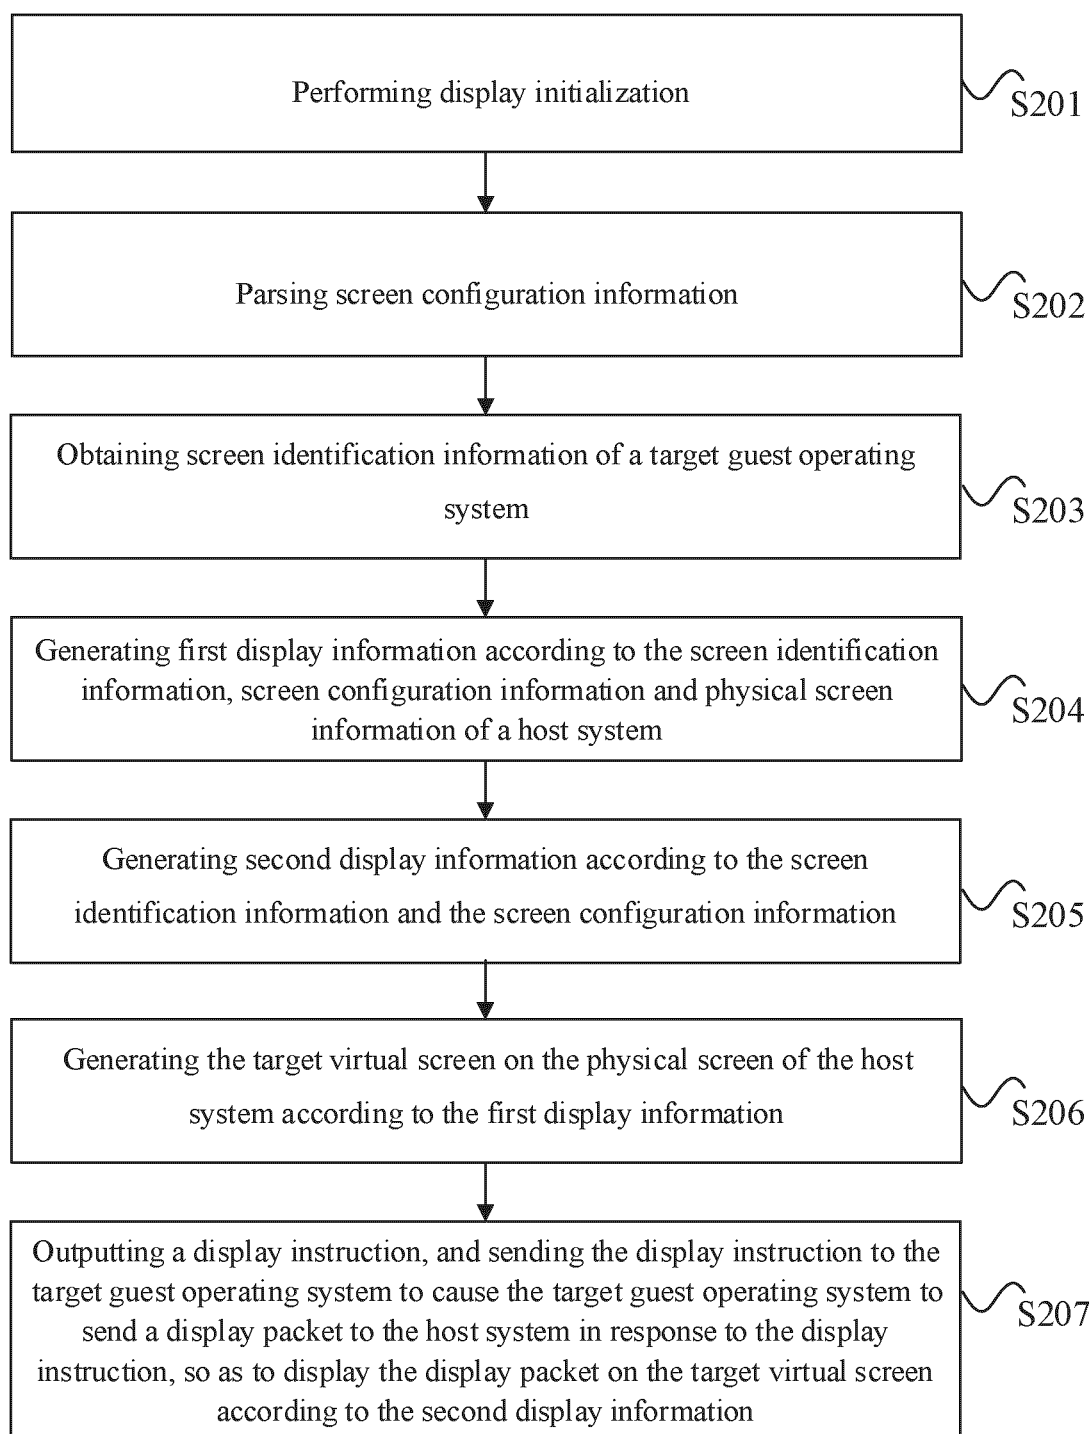 Performing display initialization
S201
Parsing screen configuration information
S202
Obtaining screen identification information of a target guest operating
system
S203
Generating first display information according to the screen identification
information, screen configuration information and physical screen
information of a host system
S204
Generating second display information according to the screen
identification information and the screen configuration information
S205
Generating the target virtual screen on the physical screen of the host
system according to the first display information
S206
Outputting a display instruction, and sending the display instruction to the
target guest operating system to cause the target guest operating system to
send a display packet to the host system in response to the display
instruction, so as to display the display packet on the target virtual screen
according to the second display information
S207